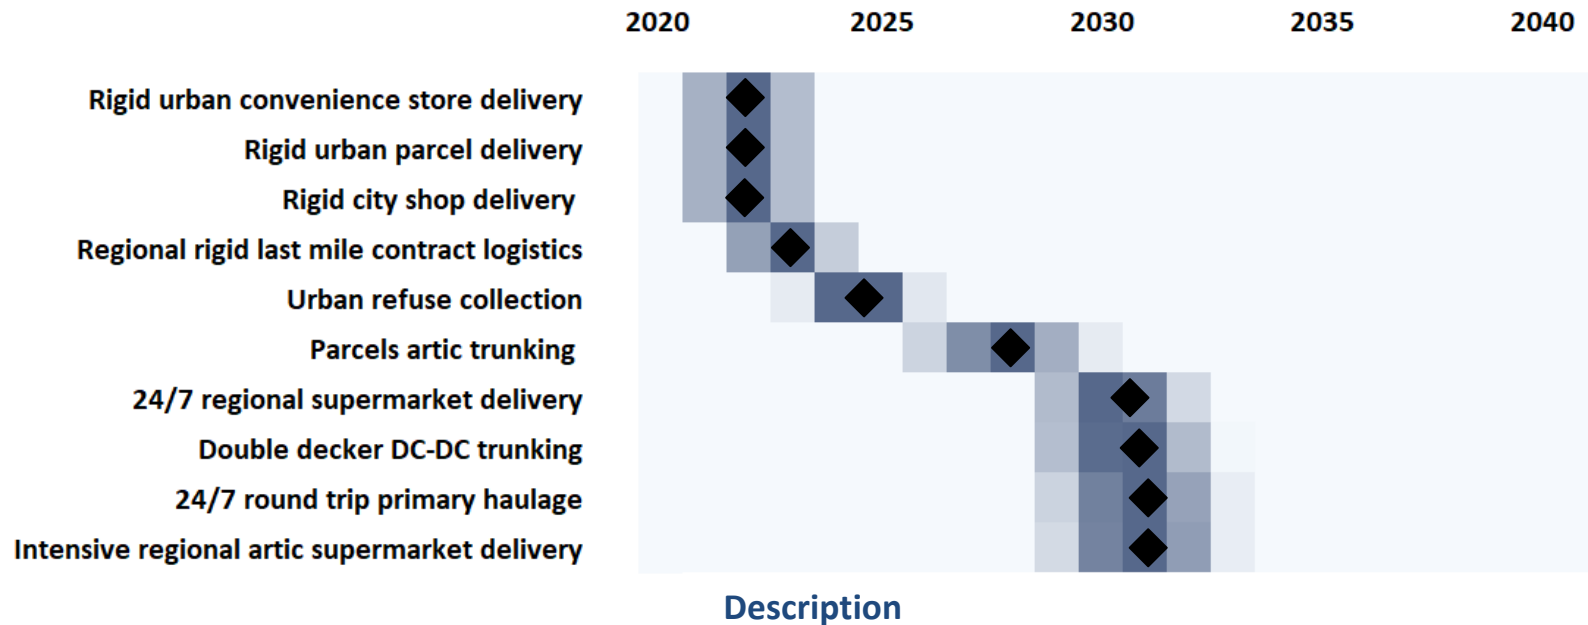 2020 2025 2030 2035 2040
Rigid urban convenience store delivery
Rigid urban parcel delivery
Rigid city shop delivery
Regional rigid last mile contract logistics
Urban refuse collection
Parcels artic trunking
24/7 regional supermarket delivery
Double decker DC-DC trunking
24/7 round trip primary haulage
Intensive regional artic supermarket delivery
Description